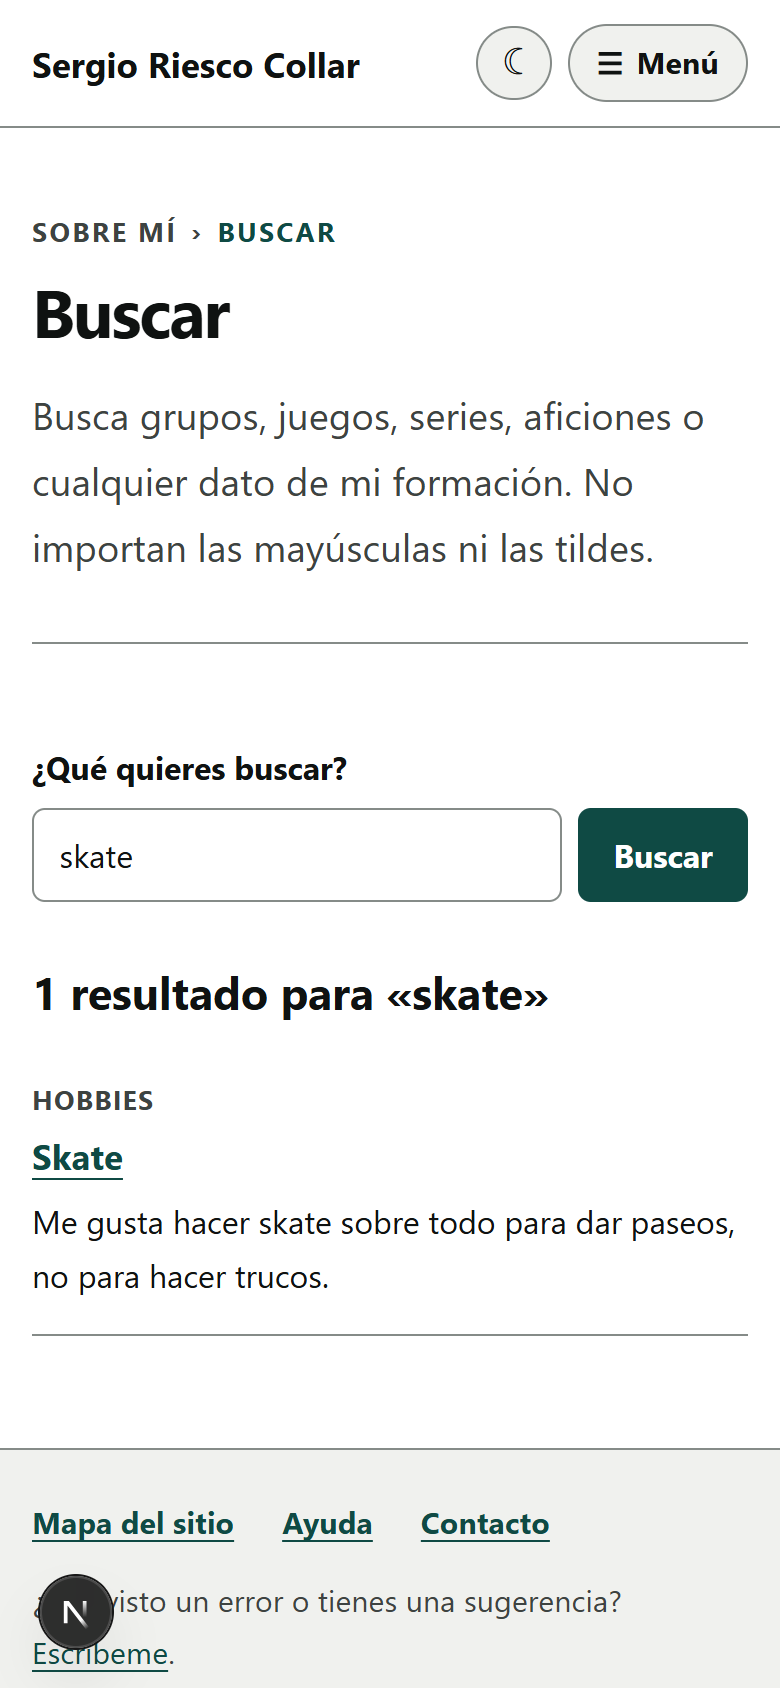 Sergio Riesco Collar
☰ Menú
SOBRE MÍ › BUSCAR
Buscar
Busca grupos, juegos, series, aficiones o
cualquier dato de mi formación. No
importan las mayúsculas ni las tildes.
¿Qué quieres buscar?
skate
Buscar
1 resultado para «skate»
HOBBIES
Skate
Me gusta hacer skate sobre todo para dar paseos,
no para hacer trucos.
Mapa del sitio Ayuda Contacto
visto un error o tienes una sugerencia?
N
Escríbeme.